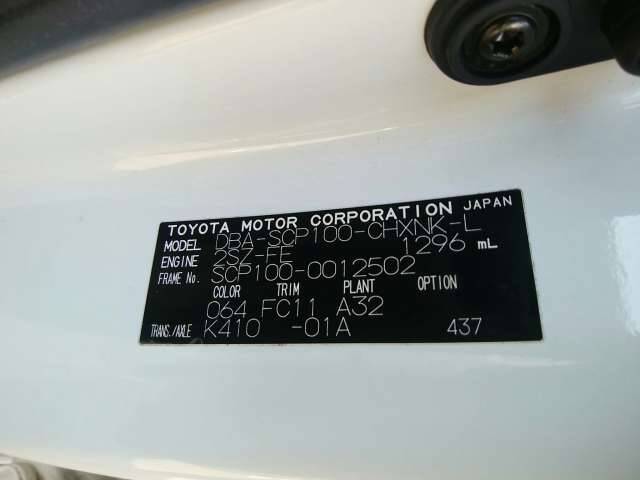 TOYOTA MOTOR CORPORATION JAPAN
MODEL DBA-SCP100-CHXNK-L
ENGINE 2SZ-FE 1296 mL
FRAME No. SCP100-0012502
COLOR TRIM PLANT OPTION
064 FC11 A32
TRANS./AXLE K410 -01A 437